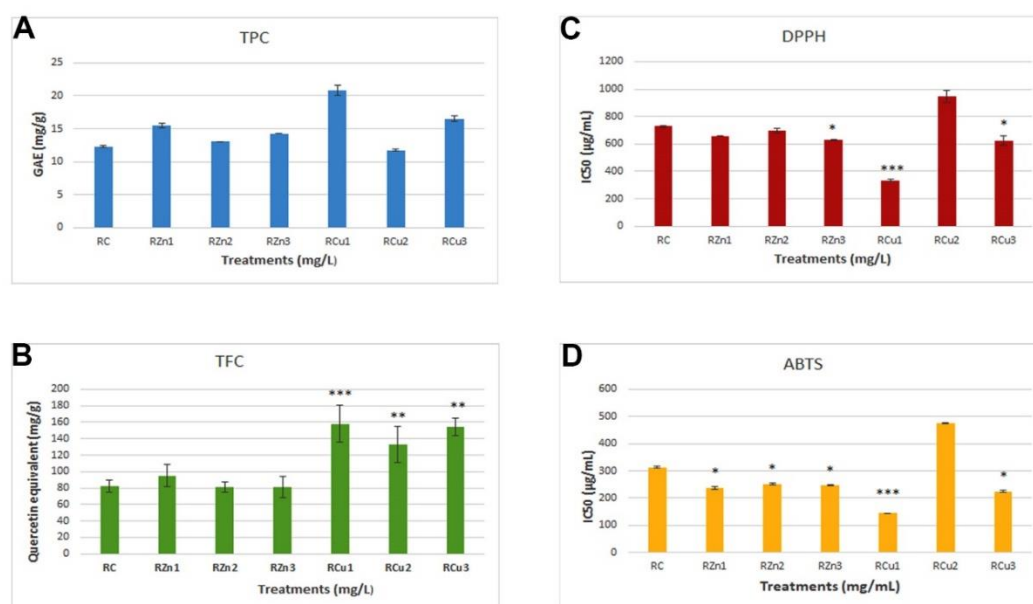 A
TPC
GAE (mg/g)
25
20
15
10
5
0
RC RZn1 RZn2 RZn3 RCu1 RCu2 RCu3
Treatments (mg/L)
C
DPPH
IC50 (µg/mL)
1200
1000
800
600
400
200
0
*
***
*
RC RZn1 RZn2 RZn3 RCu1 RCu2 RCu3
Treatments (mg/L)
B
TFC
Quercetin equivalent (mg/g)
200
180
160
140
120
100
80
60
40
20
0
***
**
**
RC RZn1 RZn2 RZn3 RCu1 RCu2 RCu3
Treatments (mg/L)
D
ABTS
IC50 (µg/mL)
600
500
400
300
200
100
0
*
*
*
***
*
RC RZn1 RZn2 RZn3 RCu1 RCu2 RCu3
Treatments (mg/mL)